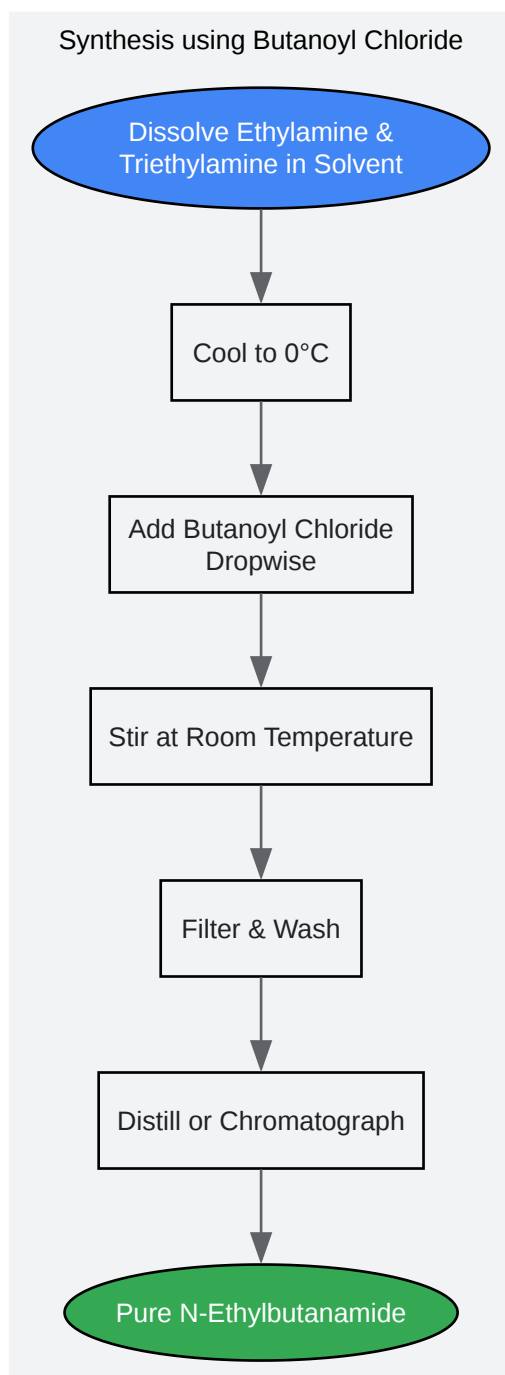 Synthesis using Butanoyl Chloride
Dissolve Ethylamine &
Triethylamine in Solvent
Cool to 0°C
Add Butanoyl Chloride
Dropwise
Stir at Room Temperature
Filter & Wash
Distill or Chromatograph
Pure N-Ethylbutanamide